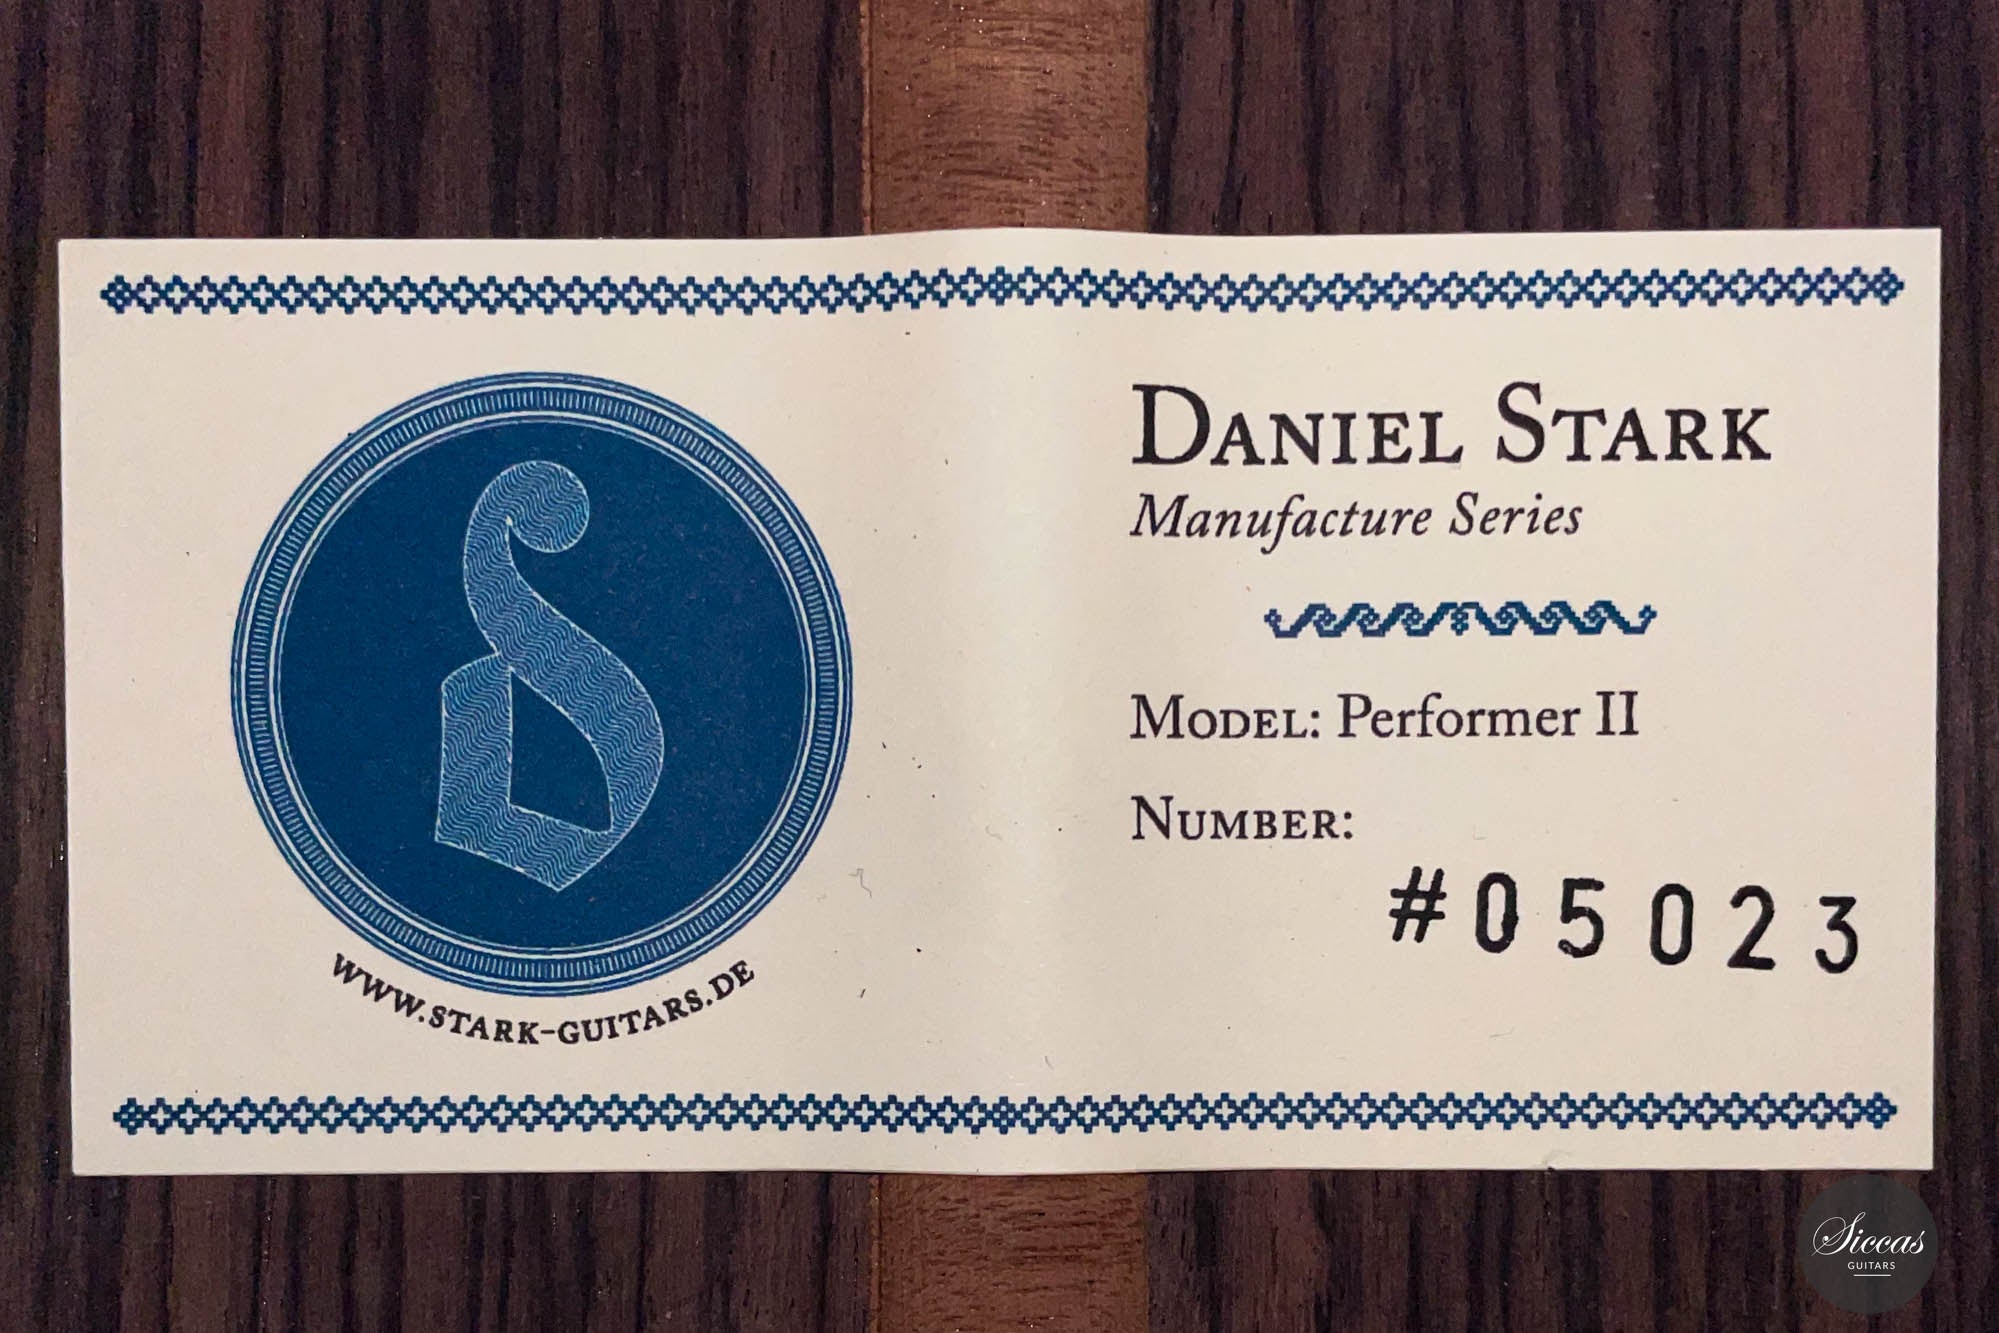 DANIEL STARK
Manufacture Series
MODEL: Performer II
NUMBER:
#05023
d
WWW.STARK-GUITARS.DE
Siccas
GUITARS